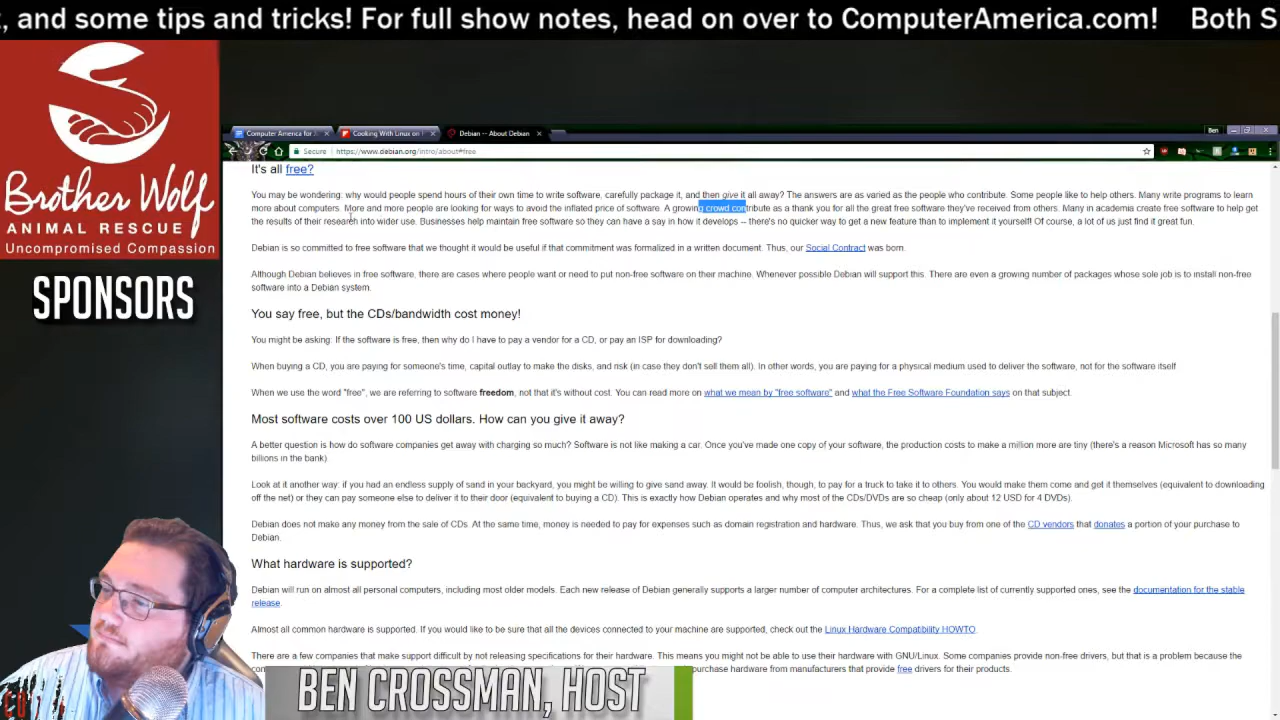 , and some tips and tricks! For full show notes, head on over to ComputerAmerica.com!    Both S
Brother Wolf
ANIMAL RESCUE
Uncompromised Compassion
SPONSORS
Computer America for J
Cooking With Linux on
Debian -- About Debian
Ben
Secure
https://www.debian.org/intro/about#free
It's all free?
You may be wondering: why would people spend hours of their own time to write software, carefully package it, and then give it all away? The answers are as varied as the people who contribute. Some people like to help others. Many write programs to learn
more about computers. More and more people are looking for ways to avoid the inflated price of software. A growing crowd contribute as a thank you for all the great free software they've received from others. Many in academia create free software to help get
the results of their research into wider use. Businesses help maintain free software so they can have a say in how it develops -- there's no quicker way to get a new feature than to implement it yourself! Of course, a lot of us just find it great fun.
Debian is so committed to free software that we thought it would be useful if that commitment was formalized in a written document. Thus, our Social Contract was born.
Although Debian believes in free software, there are cases where people want or need to put non-free software on their machine. Whenever possible Debian will support this. There are even a growing number of packages whose sole job is to install non-free
software into a Debian system.
You say free, but the CDs/bandwidth cost money!
You might be asking: If the software is free, then why do I have to pay a vendor for a CD, or pay an ISP for downloading?
When buying a CD, you are paying for someone's time, capital outlay to make the disks, and risk (in case they don't sell them all). In other words, you are paying for a physical medium used to deliver the software, not for the software itself.
When we use the word "free", we are referring to software freedom, not that it's without cost. You can read more on what we mean by "free software" and what the Free Software Foundation says on that subject.
Most software costs over 100 US dollars. How can you give it away?
A better question is how do software companies get away with charging so much? Software is not like making a car. Once you've made one copy of your software, the production costs to make a million more are tiny (there's a reason Microsoft has so many
billions in the bank).
Look at it another way: if you had an endless supply of sand in your backyard, you might be willing to give sand away. It would be foolish, though, to pay for a truck to take it to others. You would make them come and get it themselves (equivalent to downloading
off the net) or they can pay someone else to deliver it to their door (equivalent to buying a CD). This is exactly how Debian operates and why most of the CDs/DVDs are so cheap (only about 12 USD for 4 DVDs).
Debian does not make any money from the sale of CDs. At the same time, money is needed to pay for expenses such as domain registration and hardware. Thus, we ask that you buy from one of the CD vendors that donates a portion of your purchase to
Debian.
What hardware is supported?
Debian will run on almost all personal computers, including most older models. Each new release of Debian generally supports a larger number of computer architectures. For a complete list of currently supported ones, see the documentation for the stable
release.
Almost all common hardware is supported. If you would like to be sure that all the devices connected to your machine are supported, check out the Linux Hardware Compatibility HOWTO.
There are a few companies that make support difficult by not releasing specifications for their hardware. This means you might not be able to use their hardware with GNU/Linux. Some companies provide non-free drivers, but that is a problem because the
purchase hardware from manufacturers that provide free drivers for their products.
BEN CROSSMAN, HOST